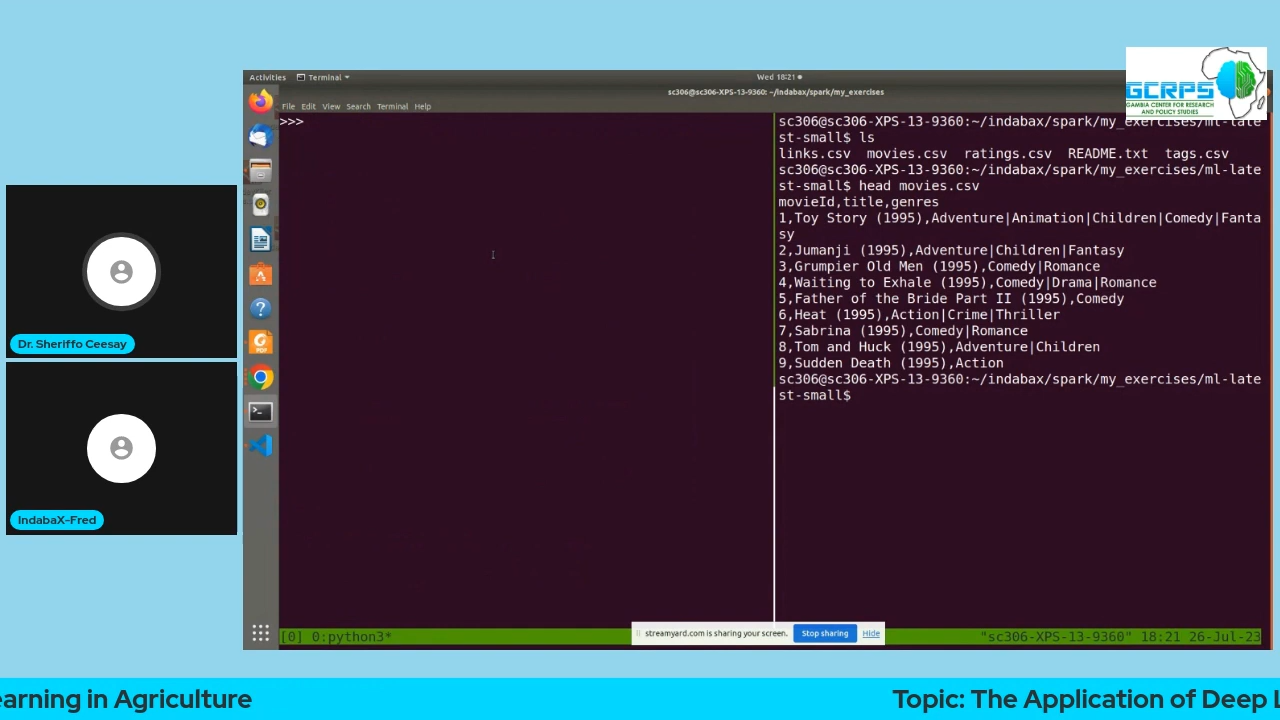 Activities
Terminal
Wed 18:21
sc306@sc306-XPS-13-9360: ~/indabax/spark/my_exercises
File Edit View Search Terminal Help
GCRPS
GAMBIA CENTER FOR RESEARCH
AND POLICY STUDIES
>>>
sc306@sc306-XPS-13-9360:~/indabax/spark/my_exercises/ml-late
st-small$ ls
links.csv movies.csv ratings.csv README.txt tags.csv
sc306@sc306-XPS-13-9360:~/indabax/spark/my_exercises/ml-late
st-small$ head movies.csv
movieId,title,genres
1,Toy Story (1995),Adventure|Animation|Children|Comedy|Fanta
sy
2,Jumanji (1995),Adventure|Children|Fantasy
3,Grumpier Old Men (1995),Comedy|Romance
4,Waiting to Exhale (1995),Comedy|Drama|Romance
5,Father of the Bride Part II (1995),Comedy
6,Heat (1995),Action|Crime|Thriller
7,Sabrina (1995),Comedy|Romance
8,Tom and Huck (1995),Adventure|Children
9,Sudden Death (1995),Action
sc306@sc306-XPS-13-9360:~/indabax/spark/my_exercises/ml-late
st-small$
Dr. Sheriffo Ceesay
IndabaX-Fred
PDF
[0] 0:python3*
streamyard.com is sharing your screen.
Stop sharing
Hide
"sc306-XPS-13-9360" 18:21 26-Jul-23
earning in Agriculture
Topic: The Application of Deep L